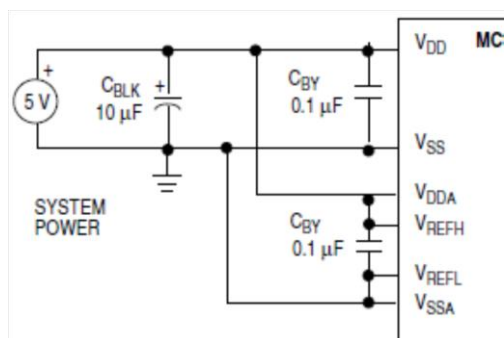 MC
V_DD
C_BY
0.1 μF
C_BLK
+
10 μF
+
5 V
V_SS
SYSTEM
POWER
V_DDA
C_BY
0.1 μF
V_REFH
V_REFL
V_SSA